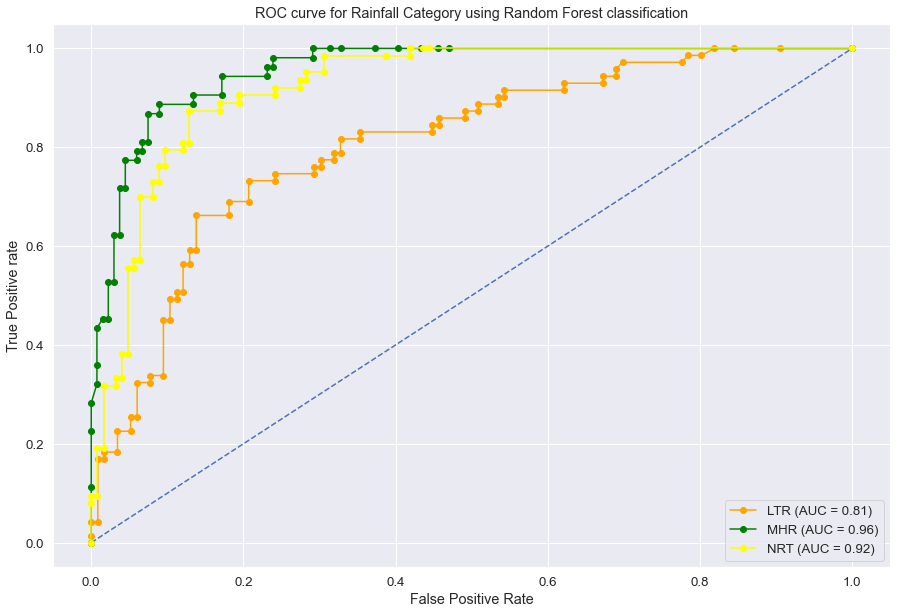 ROC curve for Rainfall Category using Random Forest classification
True Positive rate
1.0
0.8
0.6
0.4
0.2
0.0
0.0 0.2 0.4 0.6 0.8 1.0
False Positive Rate
LTR (AUC = 0.81)
MHR (AUC = 0.96)
NRT (AUC = 0.92)